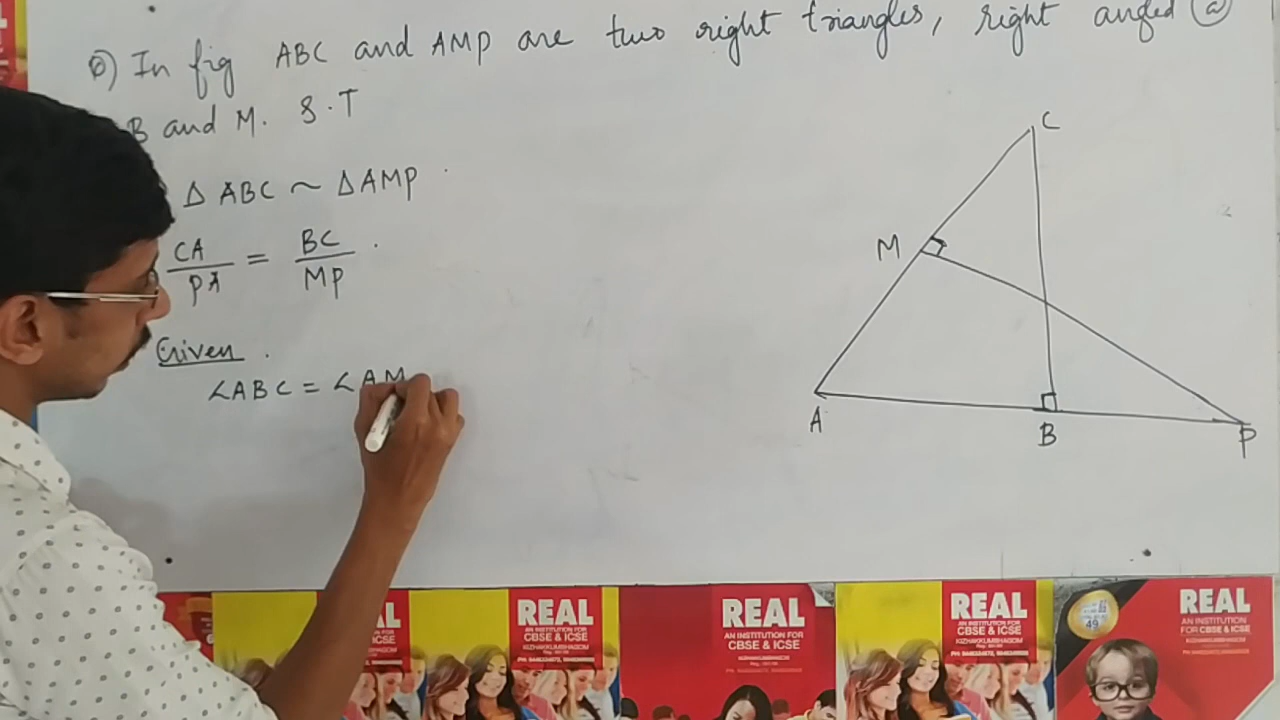 Q) In fig ABC and AMP are two right triangles, right angled @
B and M. S.T
Δ ABC ~ Δ AMP
CA/PA = BC/MP
Given
∠ABC = ∠AM
C
M
A
B
P
REAL
AN INSTITUTION FOR
CBSE & ICSE
REAL
AN INSTITUTION FOR
CBSE & ICSE
REAL
AN INSTITUTION FOR
CBSE & ICSE
REAL
AN INSTITUTION
FOR CBSE & ICSE
49